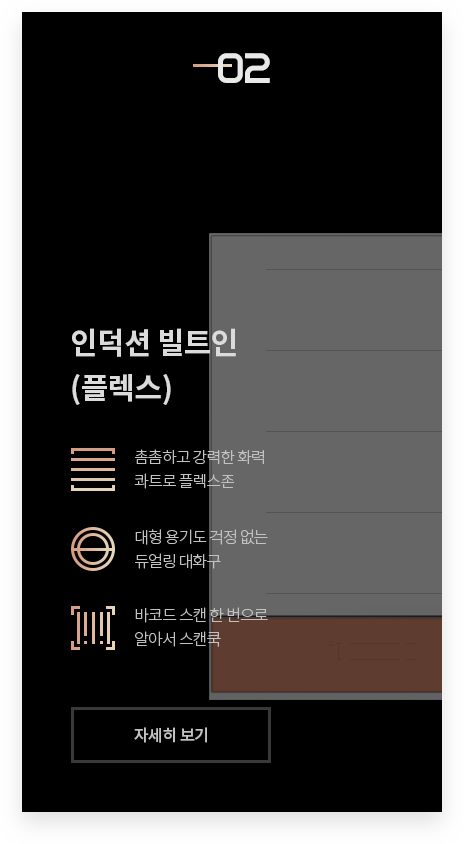 02
인덕션 빌트인
(플렉스)
촘촘하고 강력한 화력
콰트로 플렉스존
대형 용기도 걱정 없는
듀얼링 대화구
바코드 스캔 한 번으로
알아서 스캔쿡
자세히 보기